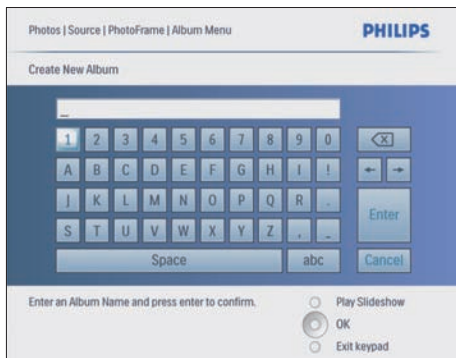 Photos | Source | PhotoFrame | Album Menu
PHILIPS
Create New Album
_
1 2 3 4 5 6 7 8 9 0
A B C D E F G H I !
J K L M N O P Q R .
Enter
S T U V W X Y Z , _
Space abc Cancel
Enter an Album Name and press enter to confirm.
Play Slideshow
OK
Exit keypad